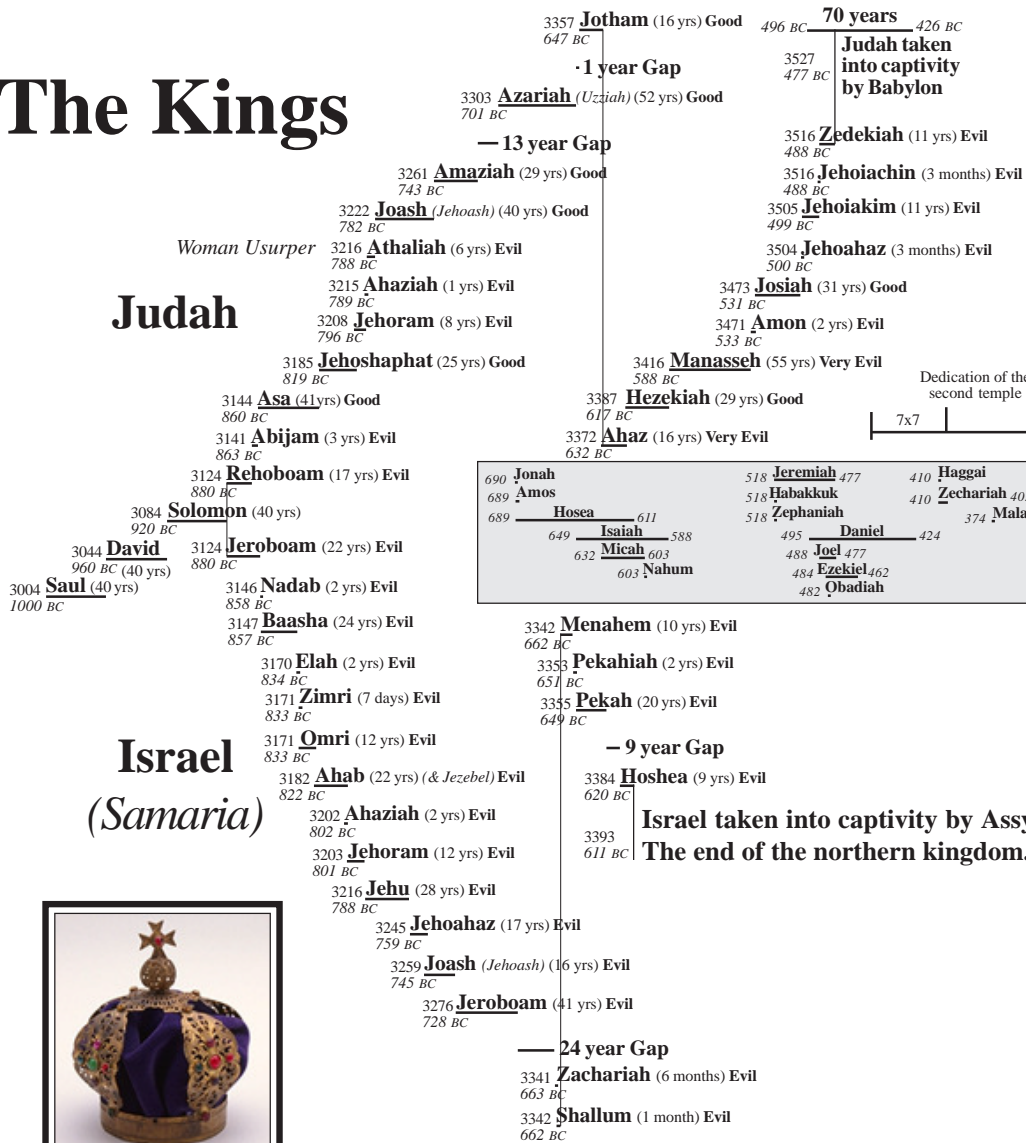 The Kings
3357 Jotham (16 yrs) Good
647 BC
1 year Gap
3303 Azariah (Uzziah) (52 yrs) Good
701 BC
13 year Gap
3261 Amaziah (29 yrs) Good
743 BC
3222 Joash (Jehoash) (40 yrs) Good
782 BC
Woman Usurper 3216 Athaliah (6 yrs) Evil
788 BC
3215 Ahaziah (1 yrs) Evil
789 BC
Judah
3208 Jehoram (8 yrs) Evil
796 BC
3185 Jehoshaphat (25 yrs) Good
819 BC
3144 Asa (41yrs) Good
860 BC
3141 Abijam (3 yrs) Evil
863 BC
3124 Rehoboam (17 yrs) Evil
880 BC
3084 Solomon (40 yrs)
920 BC
3044 David
960 BC (40 yrs)
3004 Saul (40 yrs)
1000 BC
496 BC 70 years 426 BC
Judah taken
3527 into captivity
477 BC by Babylon
3516 Zedekiah (11 yrs) Evil
488 BC
3516 Jehoiachin (3 months) Evil
488 BC
3505 Jehoiakim (11 yrs) Evil
499 BC
3504 Jehoahaz (3 months) Evil
500 BC
3473 Josiah (31 yrs) Good
531 BC
3471 Amon (2 yrs) Evil
533 BC
3416 Manasseh (55 yrs) Very Evil
588 BC
3387 Hezekiah (29 yrs) Good
617 BC
3372 Ahaz (16 yrs) Very Evil
632 BC
Dedication of the
second temple
7x7
690 Jonah
689 Amos
689 Hosea 611
649 Isaiah 588
632 Micah 603
603 Nahum
518 Jeremiah 477
518 Habakkuk
518 Zephaniah
495 Daniel 424
488 Joel 477
484 Ezekiel 462
482 Obadiah
410 Haggai
410 Zechariah 40
374 Mala
3124 Jeroboam (22 yrs) Evil
880 BC
3146 Nadab (2 yrs) Evil
858 BC
3147 Baasha (24 yrs) Evil
857 BC
3170 Elah (2 yrs) Evil
834 BC
3171 Zimri (7 days) Evil
833 BC
Israel
(Samaria)
3171 Omri (12 yrs) Evil
833 BC
3182 Ahab (22 yrs) (& Jezebel) Evil
822 BC
3202 Ahaziah (2 yrs) Evil
802 BC
3203 Jehoram (12 yrs) Evil
801 BC
3216 Jehu (28 yrs) Evil
788 BC
3245 Jehoahaz (17 yrs) Evil
759 BC
3259 Joash (Jehoash) (16 yrs) Evil
745 BC
3276 Jeroboam (41 yrs) Evil
728 BC
24 year Gap
3341 Zachariah (6 months) Evil
663 BC
3342 Shallum (1 month) Evil
662 BC
3342 Menahem (10 yrs) Evil
662 BC
3353 Pekahiah (2 yrs) Evil
651 BC
3355 Pekah (20 yrs) Evil
649 BC
9 year Gap
3384 Hoshea (9 yrs) Evil
620 BC
Israel taken into captivity by Assy
3393
611 BC The end of the northern kingdom.